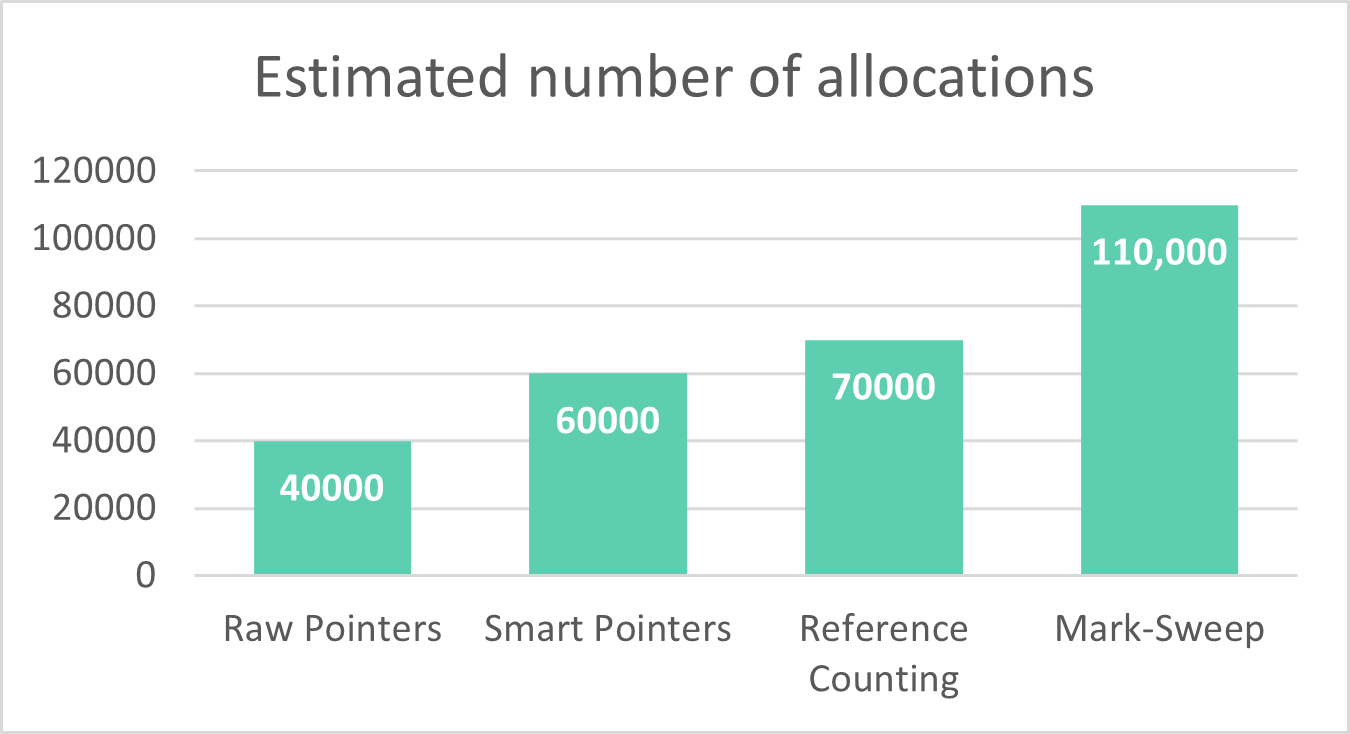 Estimated number of allocations
120000
100000
80000
60000
40000
20000
0
40000
60000
70000
110,000
Raw Pointers
Smart Pointers
Reference
Counting
Mark-Sweep